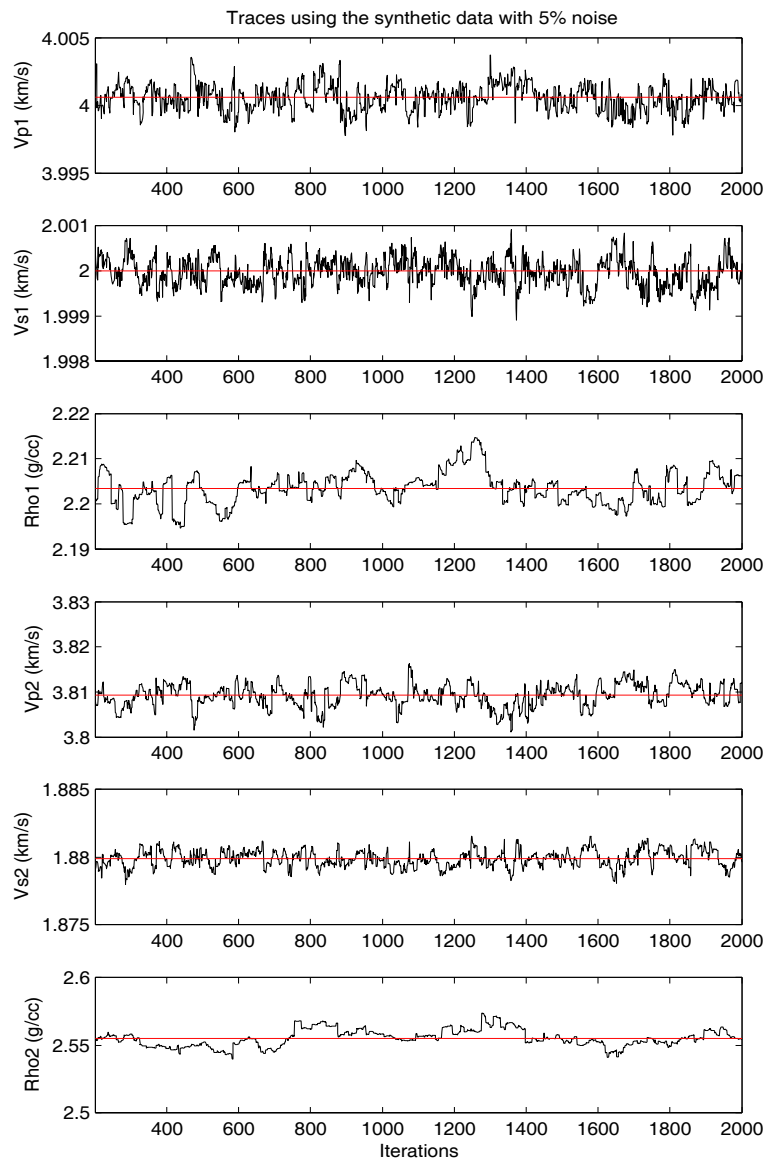 Traces using the synthetic data with 5% noise
4.005
4
3.995
Vp1 (km/s)
400 600 800 1000 1200 1400 1600 1800 2000
2.001
2
1.999
1.998
Vs1 (km/s)
400 600 800 1000 1200 1400 1600 1800 2000
2.22
2.21
2.2
2.19
Rho1 (g/cc)
400 600 800 1000 1200 1400 1600 1800 2000
3.83
3.82
3.81
3.8
Vp2 (km/s)
400 600 800 1000 1200 1400 1600 1800 2000
1.885
1.88
1.875
Vs2 (km/s)
400 600 800 1000 1200 1400 1600 1800 2000
2.6
2.55
2.5
Rho2 (g/cc)
400 600 800 1000 1200 1400 1600 1800 2000
Iterations